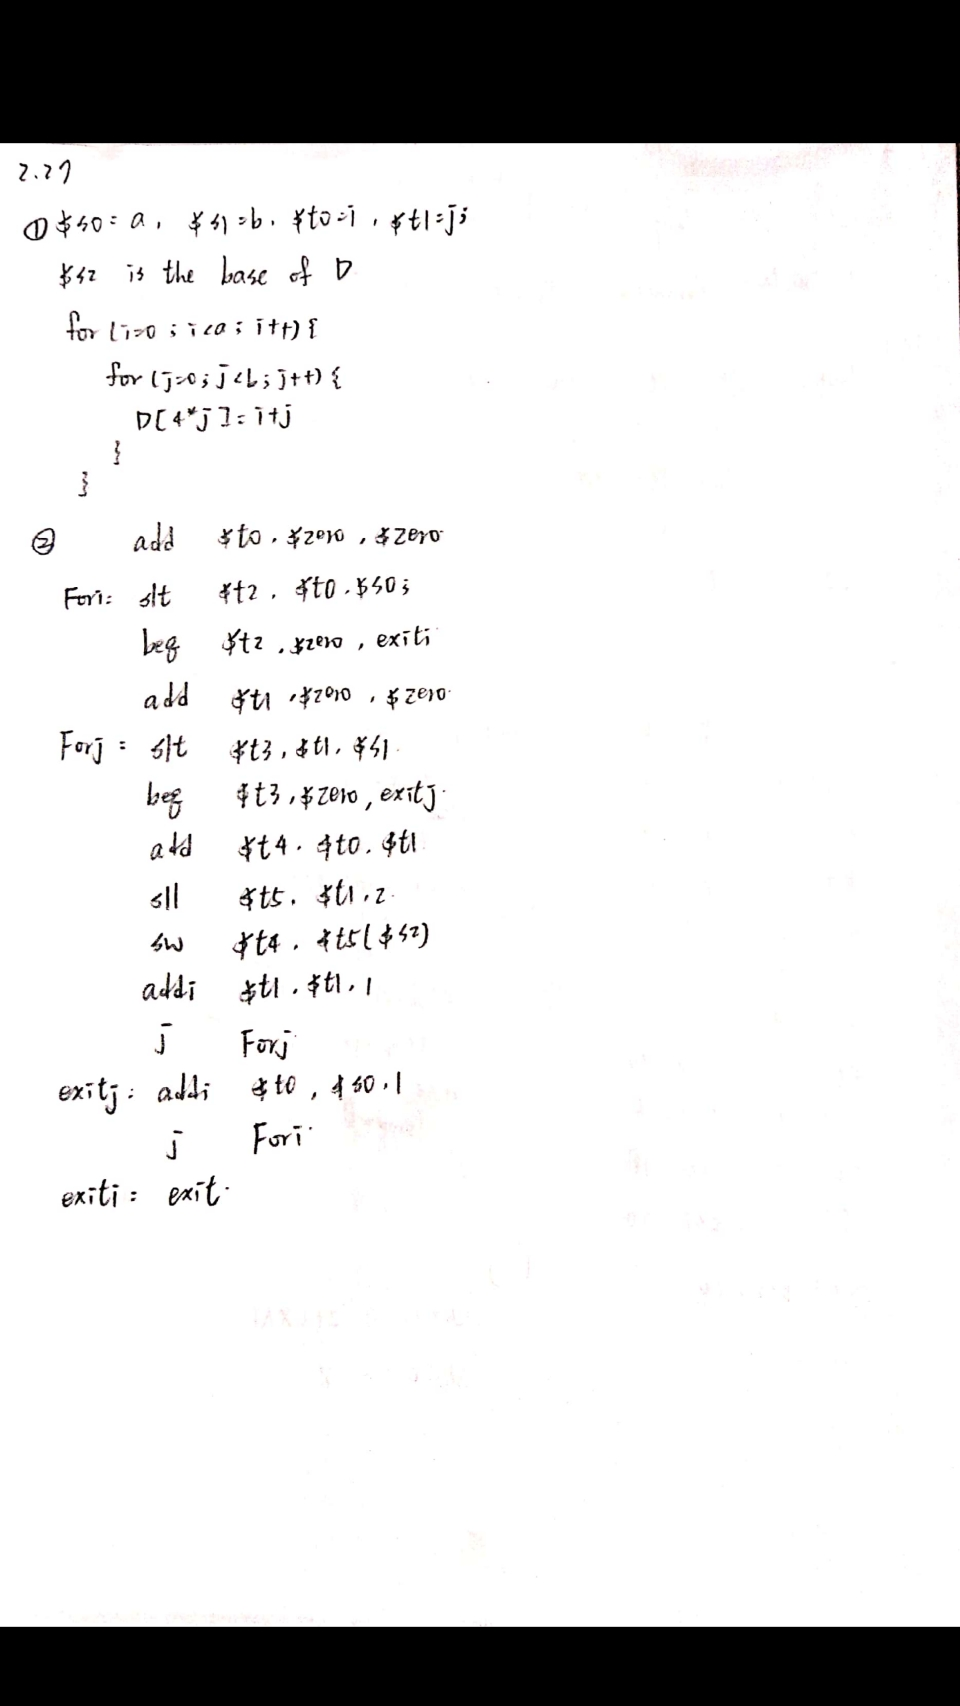 2.27
① $s0=a, $s1=b, $t0=i, $t1=j;
$s2 is the base of D
for (i=0; i<a; i++) {
for (j=0; j<b; j++) {
D[4*j]=i+j
}
}
② add $t0, $zero, $zero
Fori: slt $t2, $t0, $s0;
beq $t2, $zero, exiti
add $t1, $zero, $zero
Forj: slt $t3, $t1, $s1
beq $t3, $zero, exitj
add $t4, $t0, $t1
sll $t5, $t1, 2
sw $t4, $t5($s2)
addi $t1, $t1, 1
j Forj
exitj: addi $t0, $s0, 1
j Fori
exiti: exit.